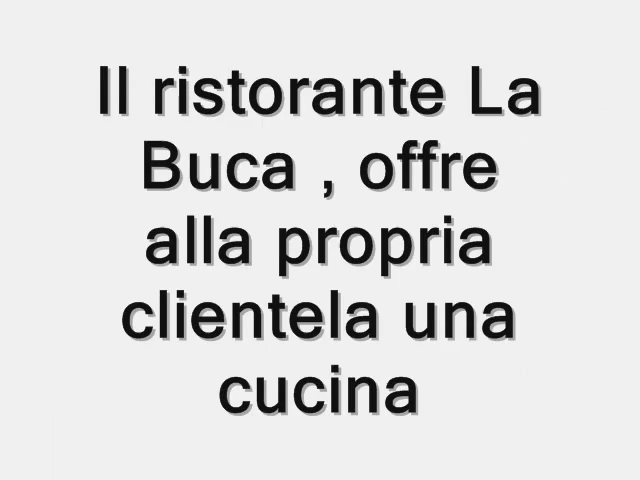 Il ristorante La
Buca , offre
alla propria
clientela una
cucina